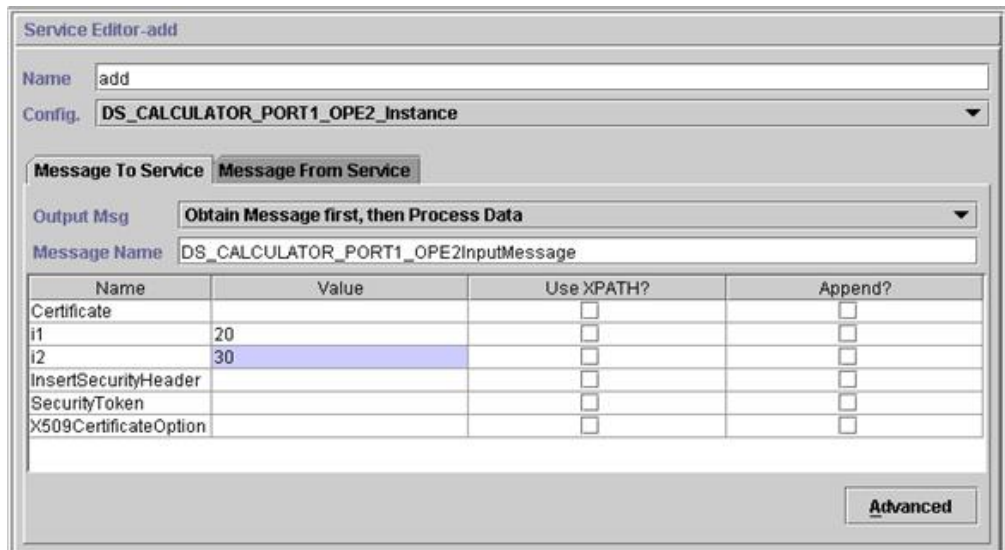 Service Editor-add
Name add
Config. DS_CALCULATOR_PORT1_OPE2_Instance
Message To Service Message From Service
Output Msg Obtain Message first, then Process Data
Message Name DS_CALCULATOR_PORT1_OPE2InputMessage
Name Value Use XPATH? Append?
Certificate
i1 20
i2 30
InsertSecurityHeader
SecurityToken
X509CertificateOption
Advanced